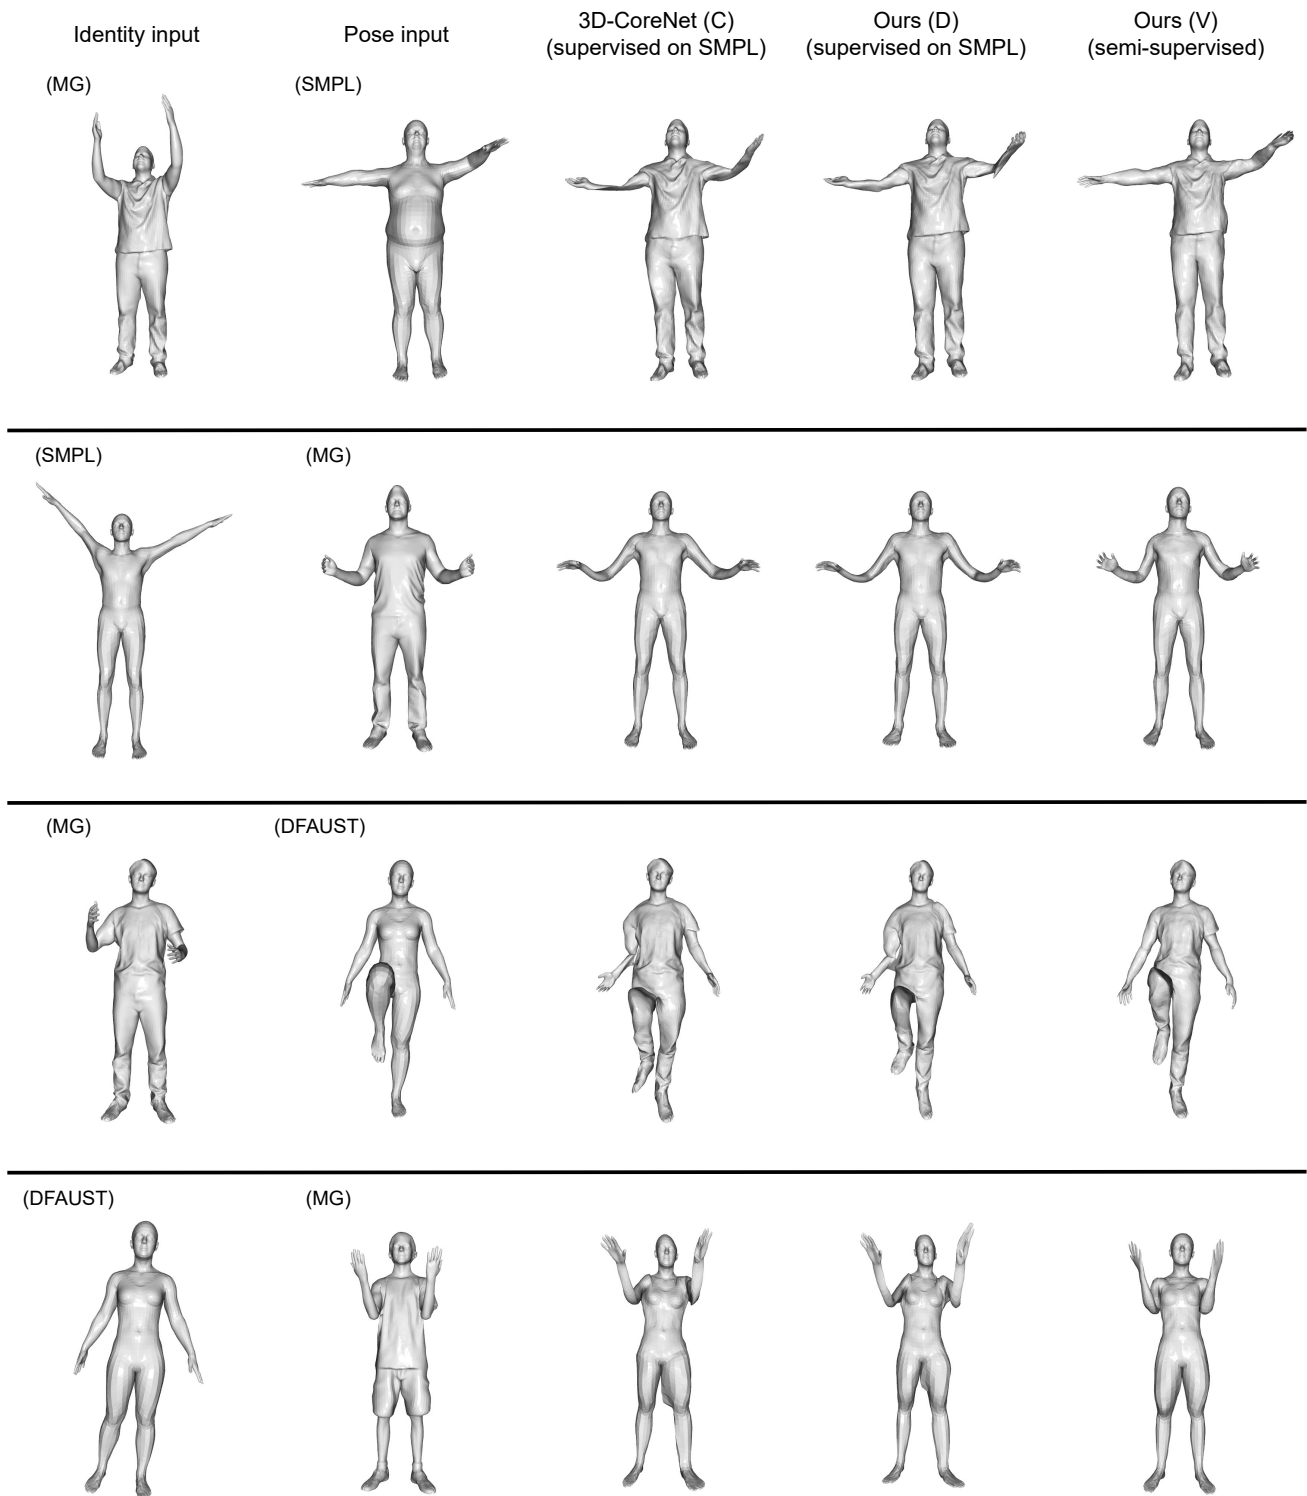 Identity input
Pose input
3D-CoreNet (C)
(supervised on SMPL)
Ours (D)
(supervised on SMPL)
Ours (V)
(semi-supervised)
(MG)
(SMPL)
(SMPL)
(MG)
(MG)
(DFAUST)
(DFAUST)
(MG)